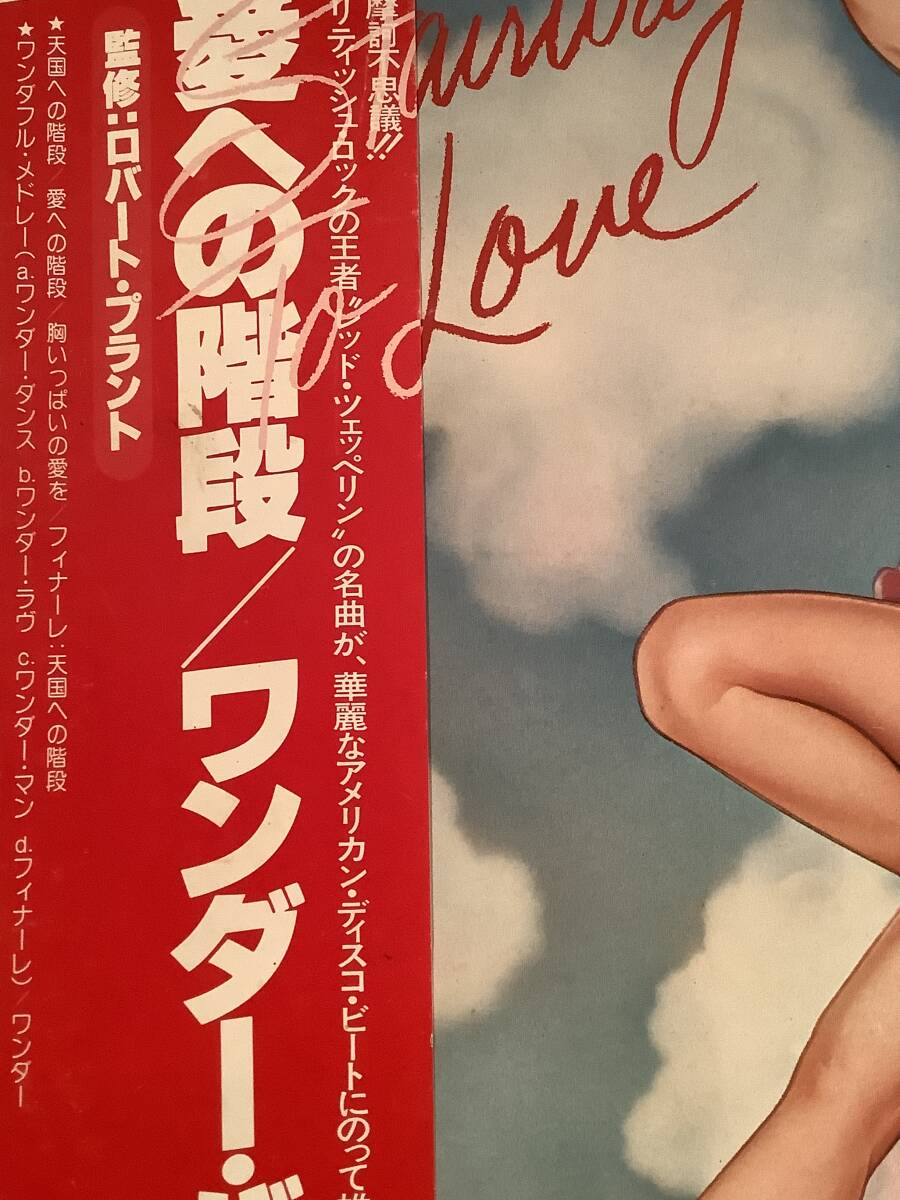 Stairway
To Love
摩訶不思議!!
リティッシュ・ロックの王者〝レッド・ツェッペリン〟の名曲が、華麗なアメリカン・ディスコ・ビートにのって
愛への階段／ワンダー・
監修:ロバート・プラント
★天国への階段／愛への階段／胸いっぱいの愛を／フィナーレ:天国への階段
★ワンダフル・メドレー(a.ワンダー・ダンス b.ワンダー・ラヴ c.ワンダー・マン d.フィナーレ)／ワンダー